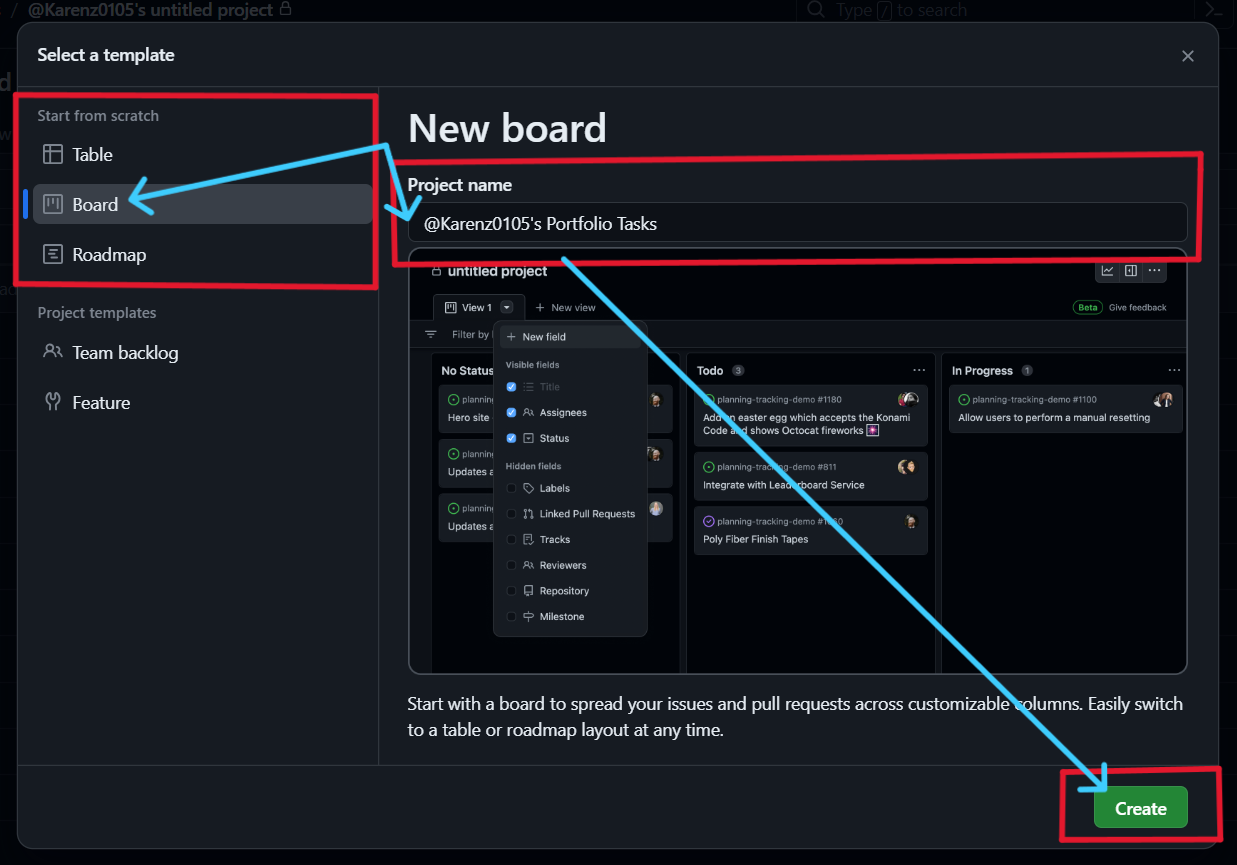 / @Karenz0105's untitled project
Type / to search
Select a template
Start from scratch
Table
Board
Roadmap
Project templates
Team backlog
Feature
New board
Project name
@Karenz0105's Portfolio Tasks
untitled project
View 1
New view
Beta Give feedback
Filter by
New field
Visible fields
Title
Assignees
Status
Hidden fields
Labels
Linked Pull Requests
Tracks
Reviewers
Repository
Milestone
No Status
Hero site
Updates
Updates
Todo 3
planning-tracking-demo #1180
Add an easter egg which accepts the Konami
Code and shows Octocat fireworks
planning-tracking-demo #811
Integrate with Leaderboard Service
planning-tracking-demo
Poly Fiber Finish Tapes
In Progress 1
planning-tracking-demo #1100
Allow users to perform a manual resetting
Start with a board to spread your issues and pull requests across customizable columns. Easily switch
to a table or roadmap layout at any time.
Create